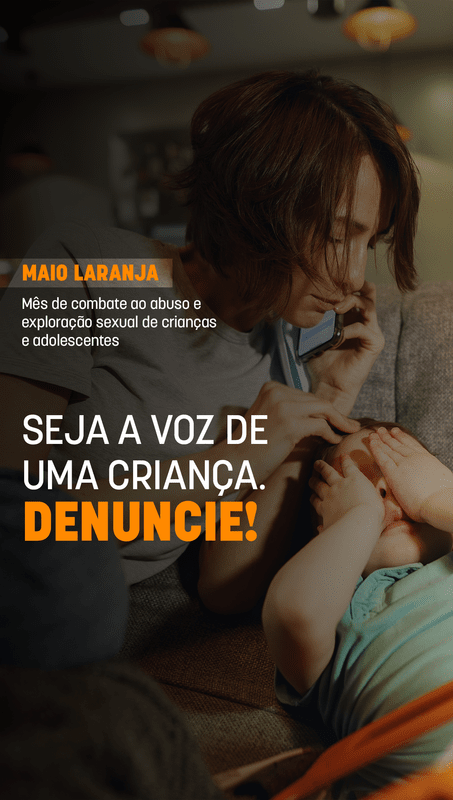 MAIO LARANJA
Mês de combate ao abuso e
exploração sexual de crianças
e adolescentes
SEJA A VOZ DE
UMA CRIANÇA.
DENUNCIE!